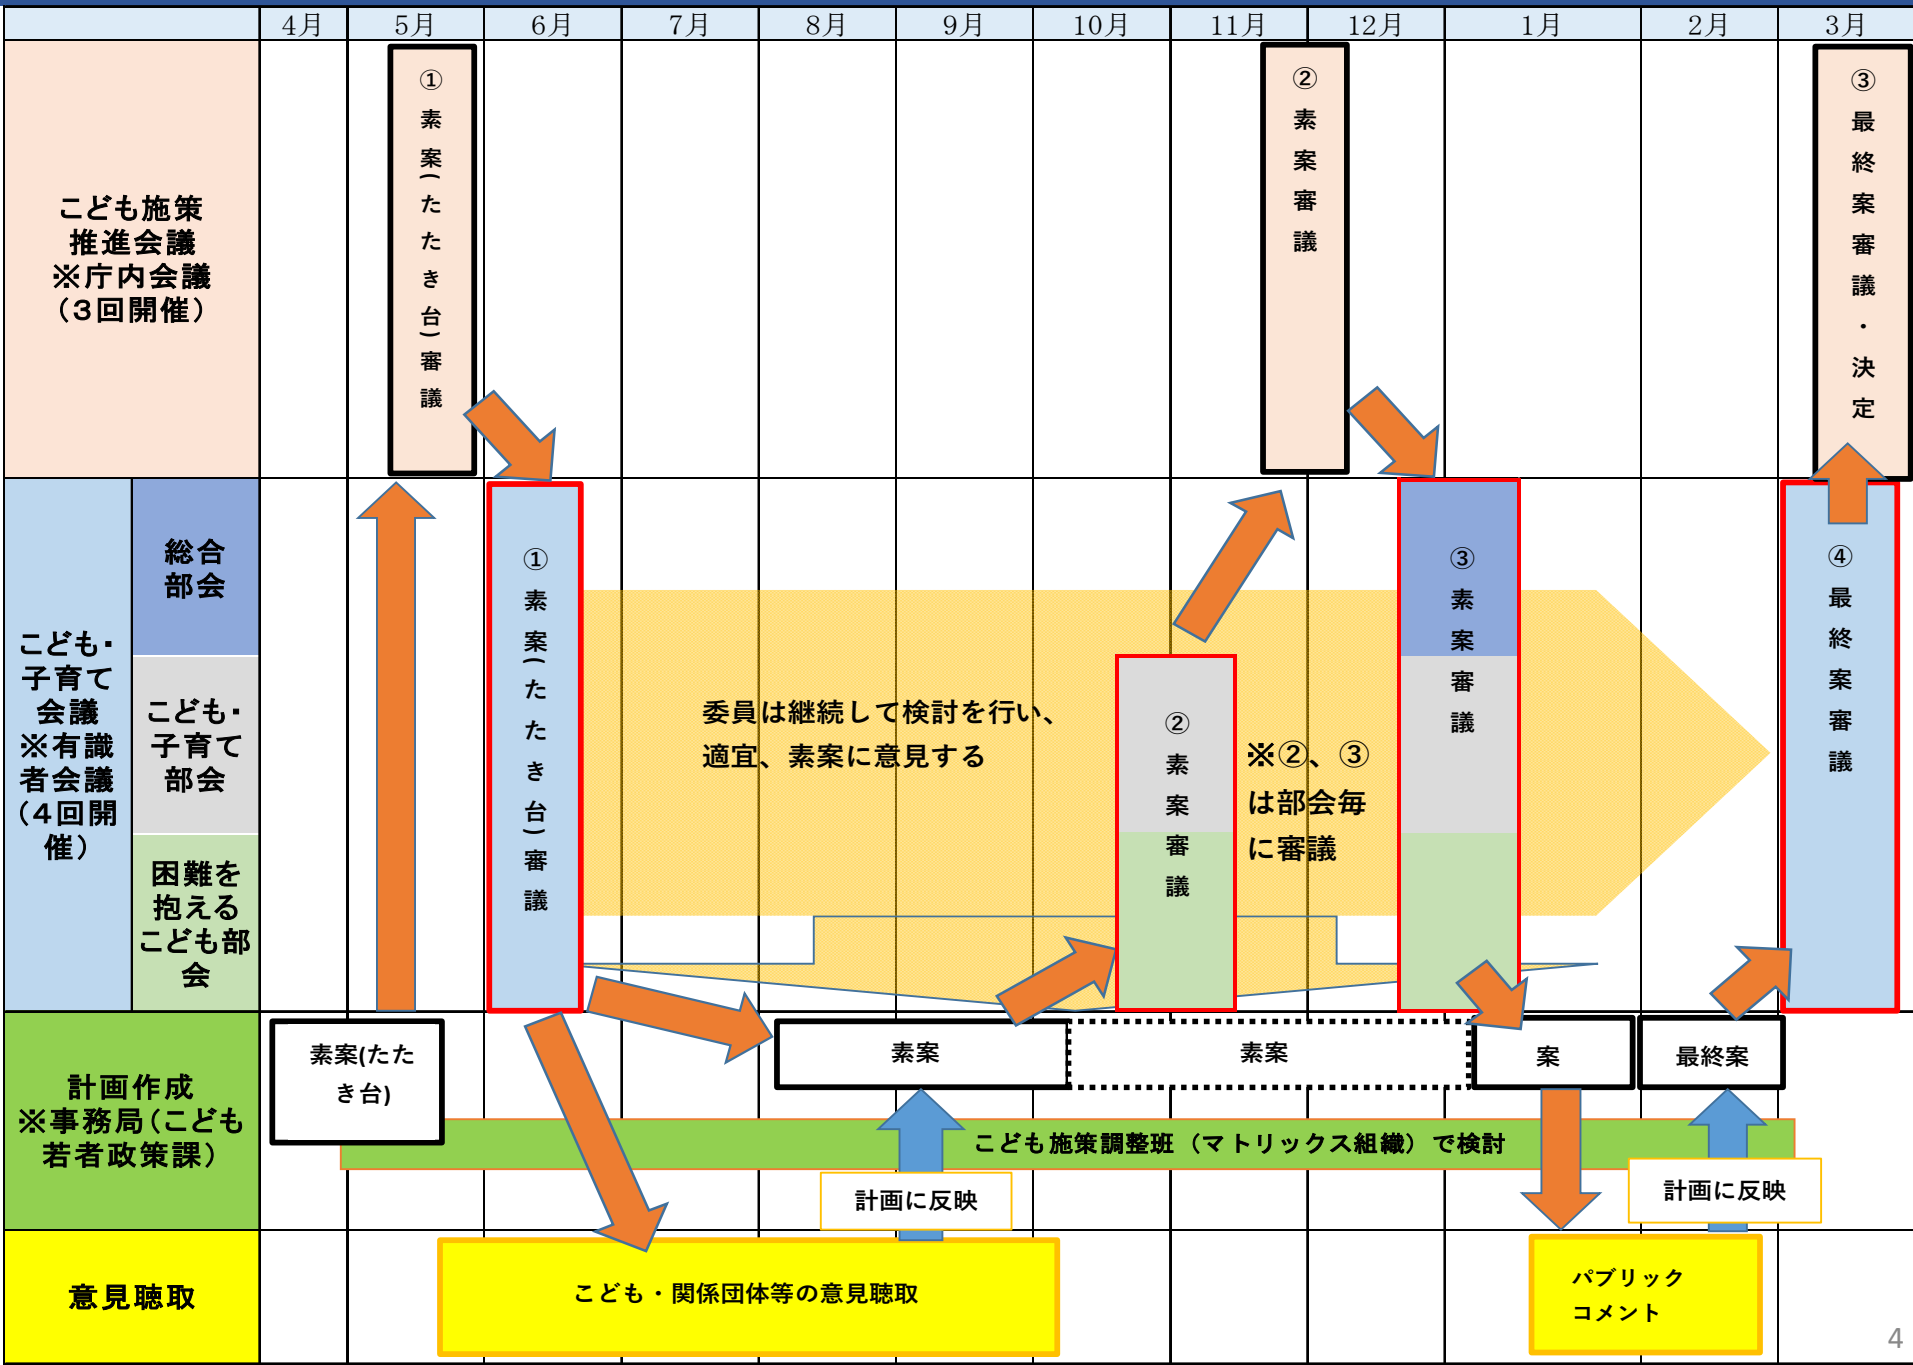 4月
5月
6月
7月
8月
9月
10月
11月
12月
1月
2月
3月
こども施策
推進会議
※庁内会議
（3回開催）
①素案(たたき台)審議
②素案審議
③最終案審議・決定
こども・
子育て
会議
※有識
者会議
（4回開
催）
総合
部会
こども・
子育て
部会
困難を
抱える
こども部
会
①素案(たたき台)審議
委員は継続して検討を行い、
適宜、素案に意見する
②素案審議
※②、③
は部会毎
に審議
③素案審議
④最終案審議
計画作成
※事務局（こども
若者政策課）
素案(たた
き台)
素案
素案
案
最終案
こども施策調整班（マトリックス組織）で検討
計画に反映
計画に反映
意見聴取
こども・関係団体等の意見聴取
パブリック
コメント
4